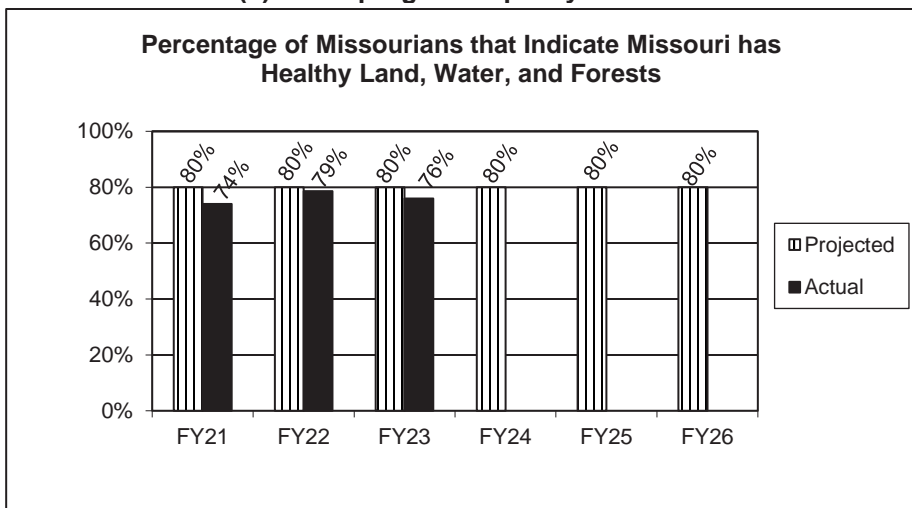 Percentage of Missourians that Indicate Missouri has
Healthy Land, Water, and Forests
100%
80%
60%
40%
20%
0%
80%
74%
80%
79%
80%
76%
80%
80%
80%
FY21
FY22
FY23
FY24
FY25
FY26
Projected
Actual